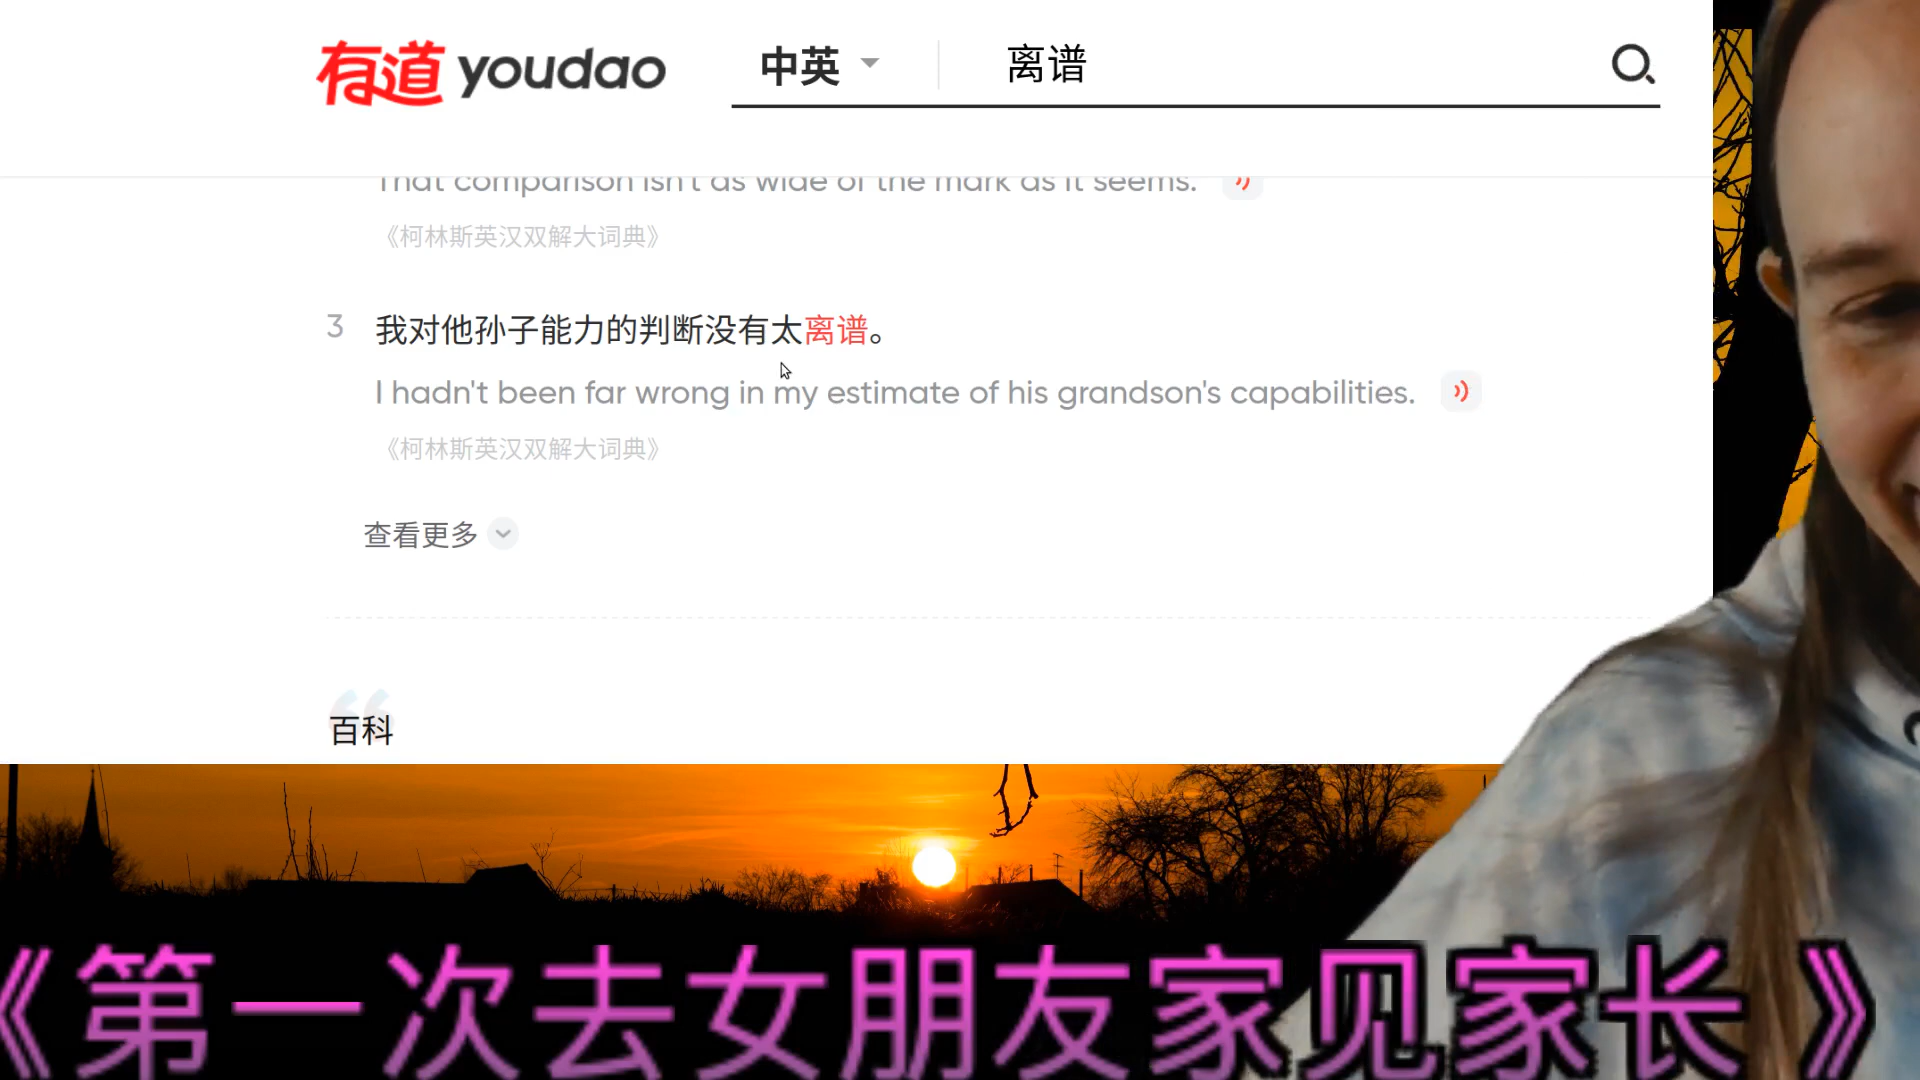 有道 youdao
中英
离谱
That comparison isn't as wide of the mark as it seems.
《柯林斯英汉双解大词典》
3 我对他孙子能力的判断没有太离谱。
I hadn't been far wrong in my estimate of his grandson's capabilities.
《柯林斯英汉双解大词典》
查看更多
百科
《第一次去女朋友家见家长》